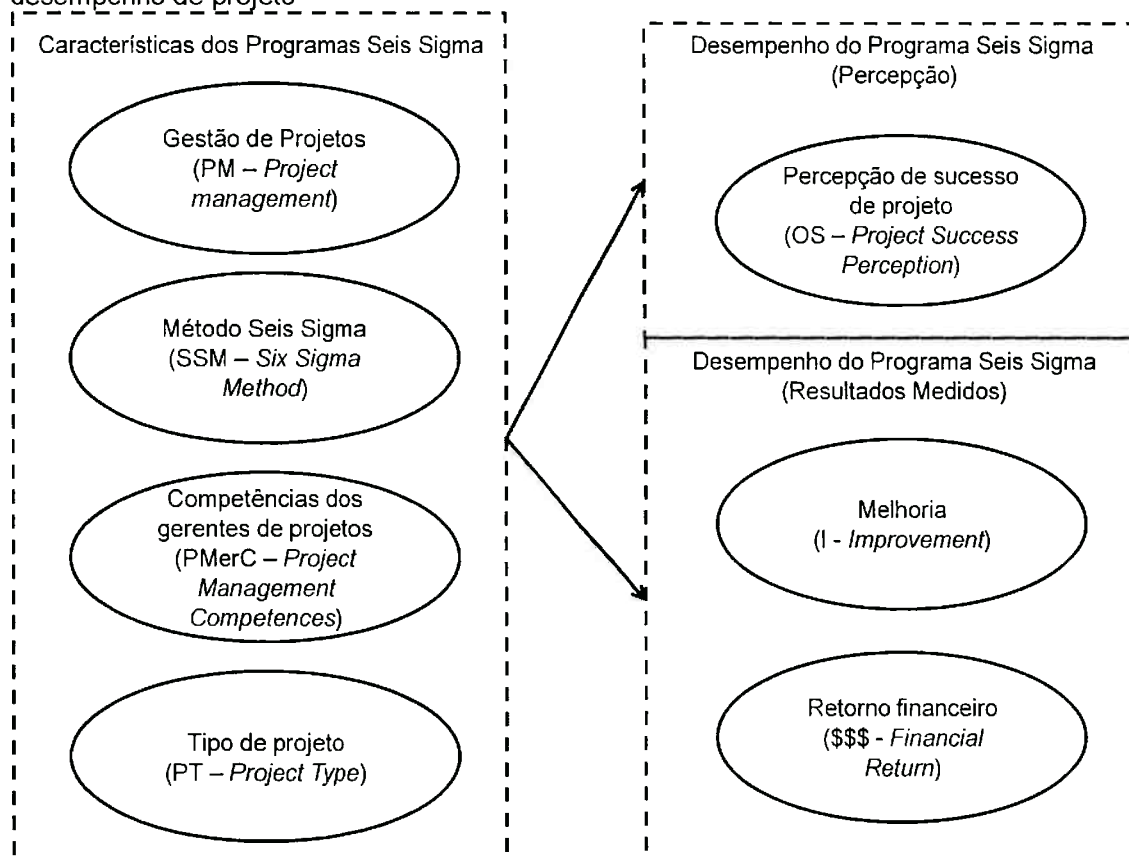 desempenho de projeto
Características dos Programas Seis Sigma
Gestão de Projetos
(PM – Project
management)
Método Seis Sigma
(SSM – Six Sigma
Method)
Competências dos
gerentes de projetos
(PMerC – Project
Management
Competences)
Tipo de projeto
(PT – Project Type)
Desempenho do Programa Seis Sigma
(Percepção)
Percepção de sucesso
de projeto
(OS – Project Success
Perception)
Desempenho do Programa Seis Sigma
(Resultados Medidos)
Melhoria
(I - Improvement)
Retorno financeiro
($$$ - Financial
Return)